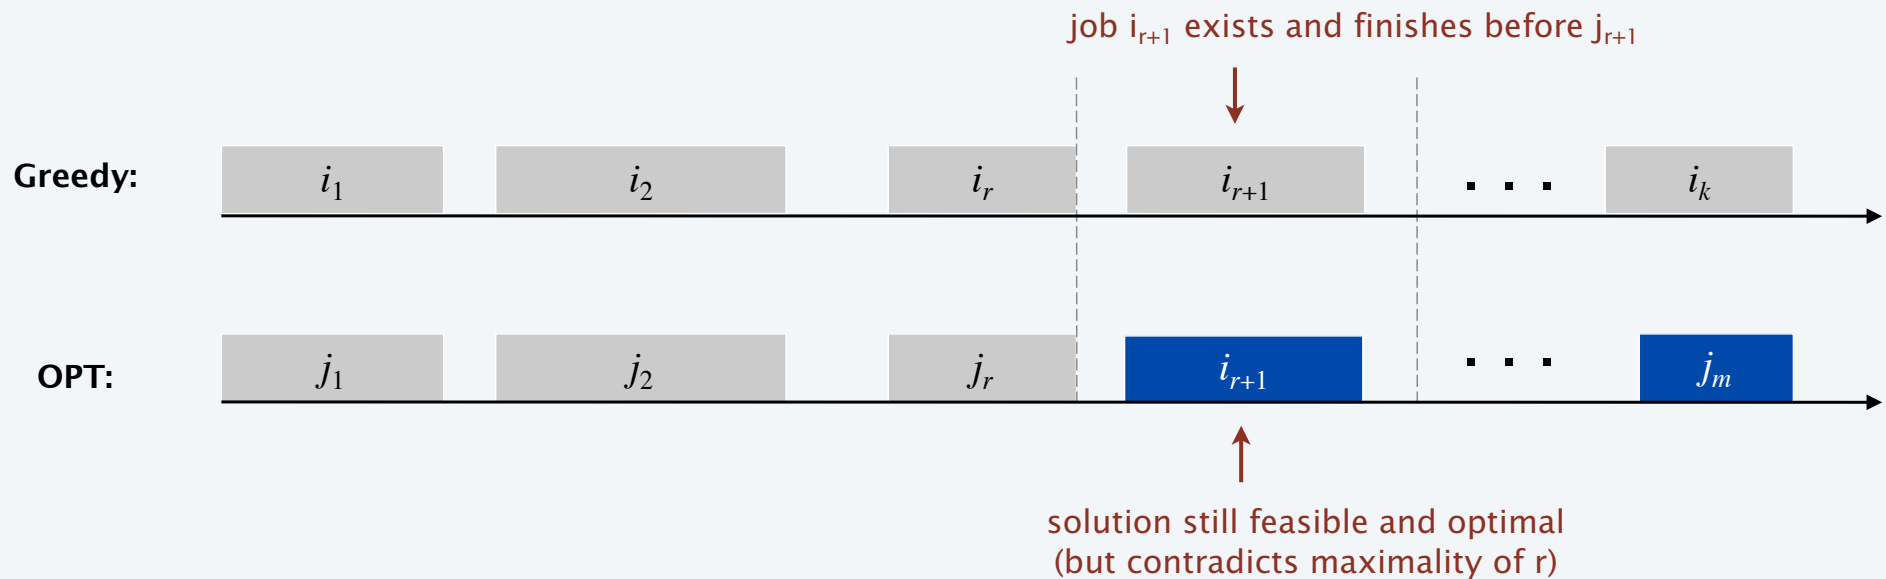 job i_{r+1} exists and finishes before j_{r+1}
Greedy: i_1 i_2 i_r i_{r+1} . . . i_k
OPT: j_1 j_2 j_r i_{r+1} . . . j_m
solution still feasible and optimal
(but contradicts maximality of r)